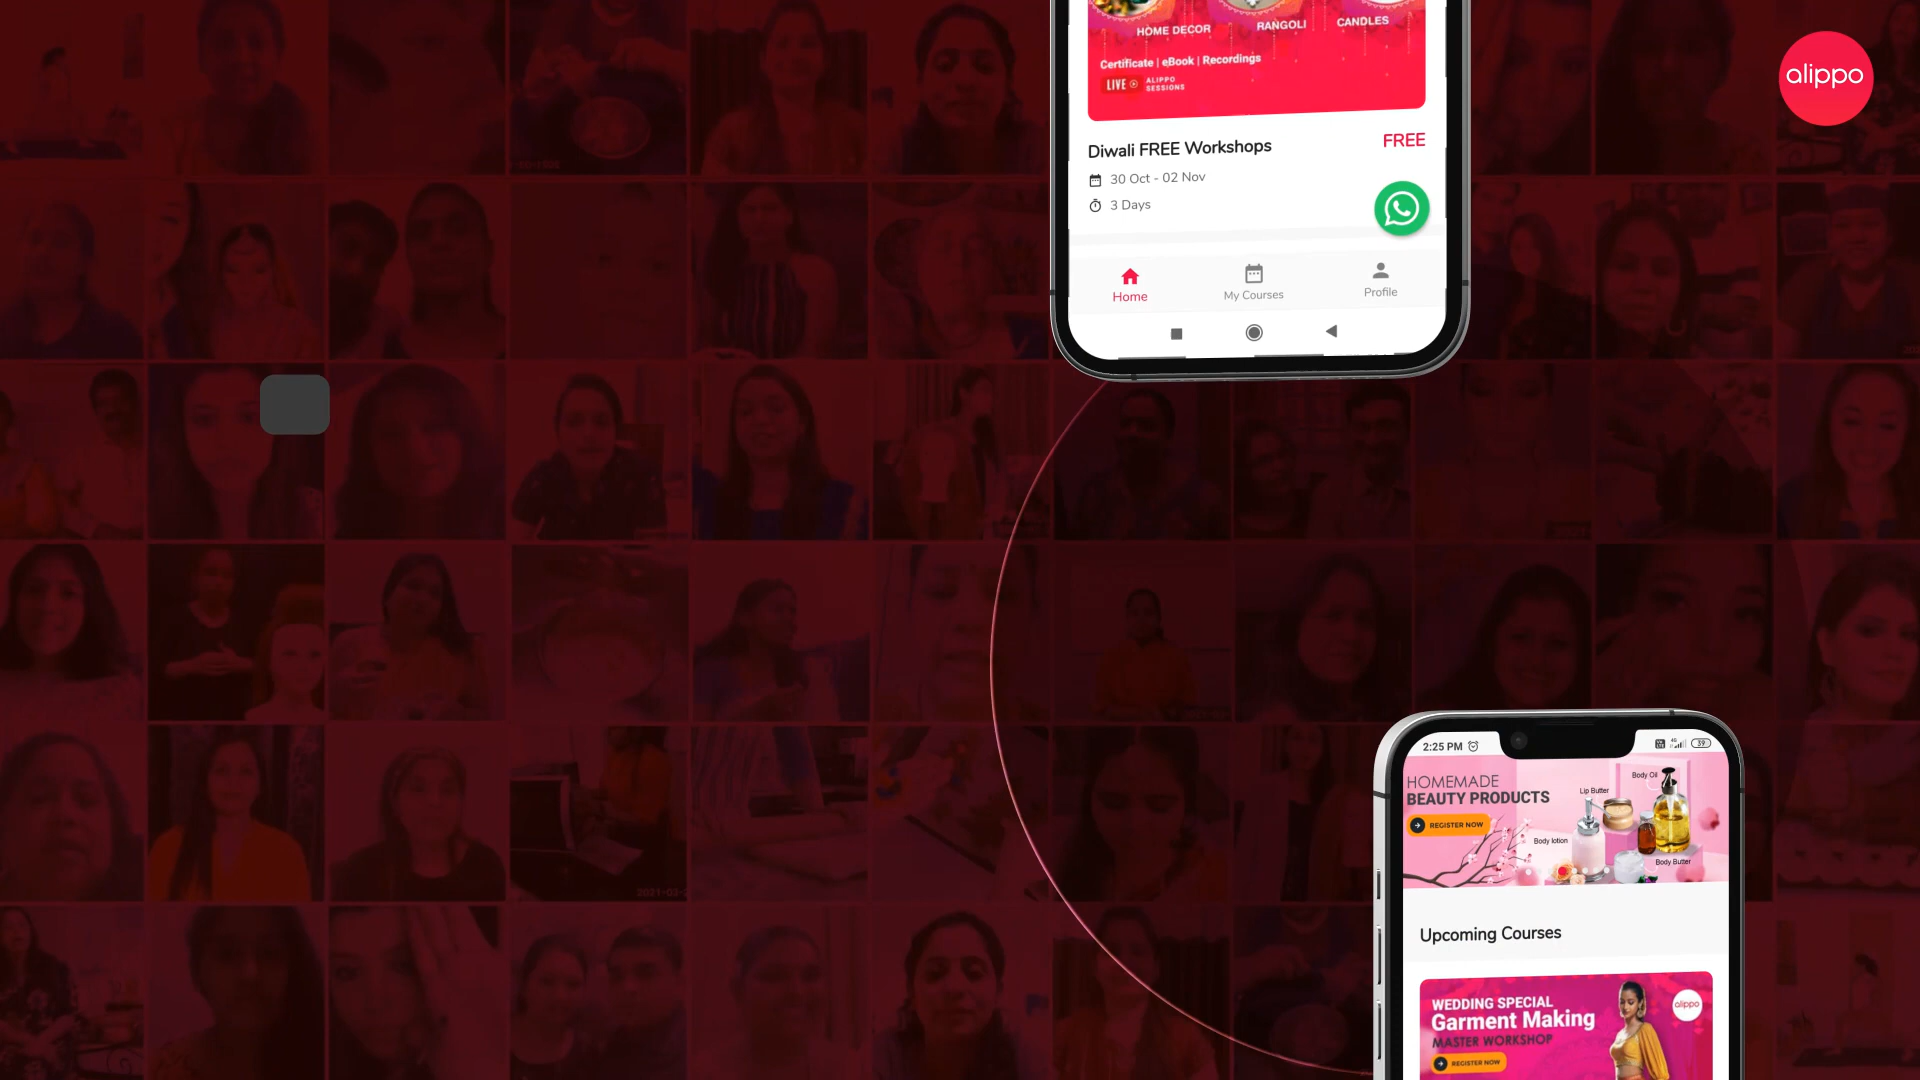 HOME DECOR
RANGOLI
CANDLES
Certificate | eBook | Recordings
LIVE
ALIPPO
SESSIONS
Diwali FREE Workshops
FREE
30 Oct - 02 Nov
3 Days
Home
My Courses
Profile
alippo
2:25 PM
4G
39
HOMEMADE
BEAUTY PRODUCTS
REGISTER NOW
Body Oil
Lip Butter
Body lotion
Body Butter
Upcoming Courses
WEDDING SPECIAL
Garment Making
MASTER WORKSHOP
REGISTER NOW
alippo